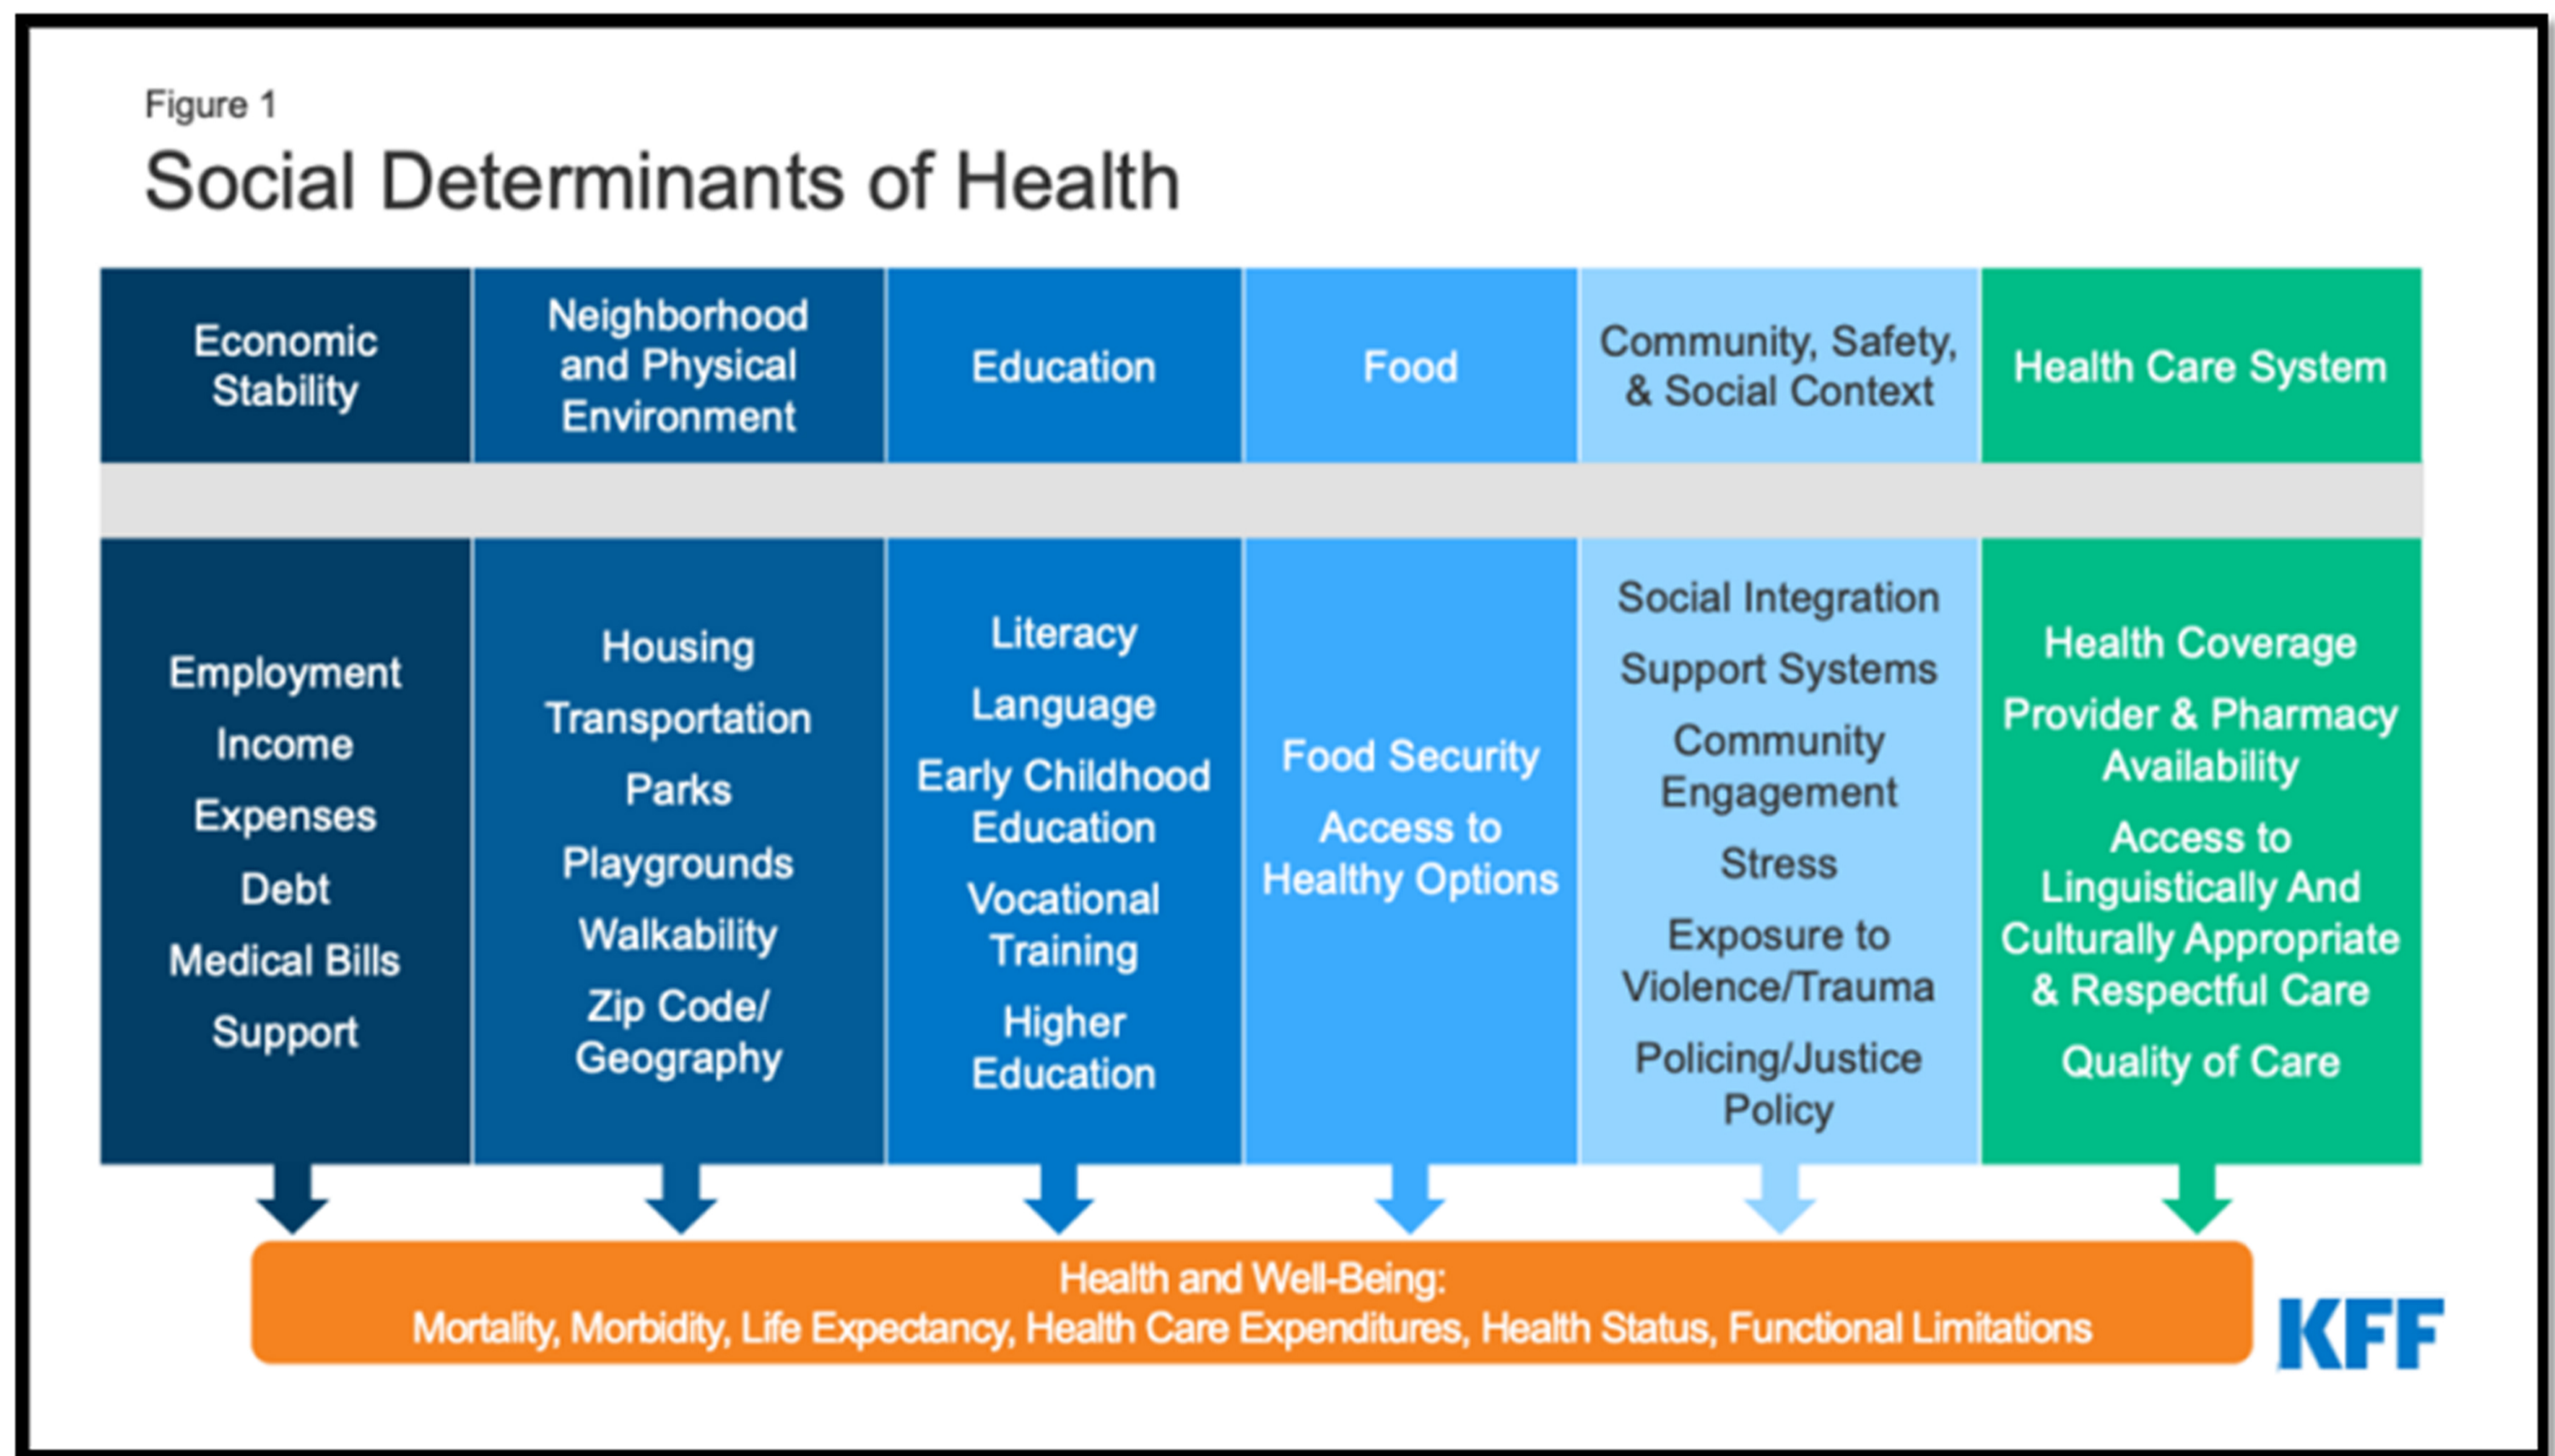 Figure 1
Social Determinants of Health
Economic
Stability
Neighborhood
and Physical
Environment
Education
Food
Community, Safety,
& Social Context
Health Care System
Employment
Income
Expenses
Debt
Medical Bills
Support
Housing
Transportation
Parks
Playgrounds
Walkability
Zip Code/
Geography
Literacy
Language
Early Childhood
Education
Vocational
Training
Higher
Education
Food Security
Access to
Healthy Options
Social Integration
Support Systems
Community
Engagement
Stress
Exposure to
Violence/Trauma
Policing/Justice
Policy
Health Coverage
Provider & Pharmacy
Availability
Access to
Linguistically And
Culturally Appropriate
& Respectful Care
Quality of Care
Health and Well-Being:
Mortality, Morbidity, Life Expectancy, Health Care Expenditures, Health Status, Functional Limitations
KFF